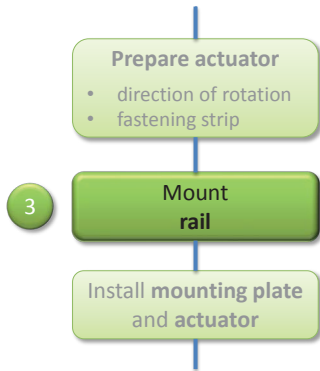 Prepare actuator
• direction of rotation
• fastening strip
3
Mount
rail
Install mounting plate
and actuator